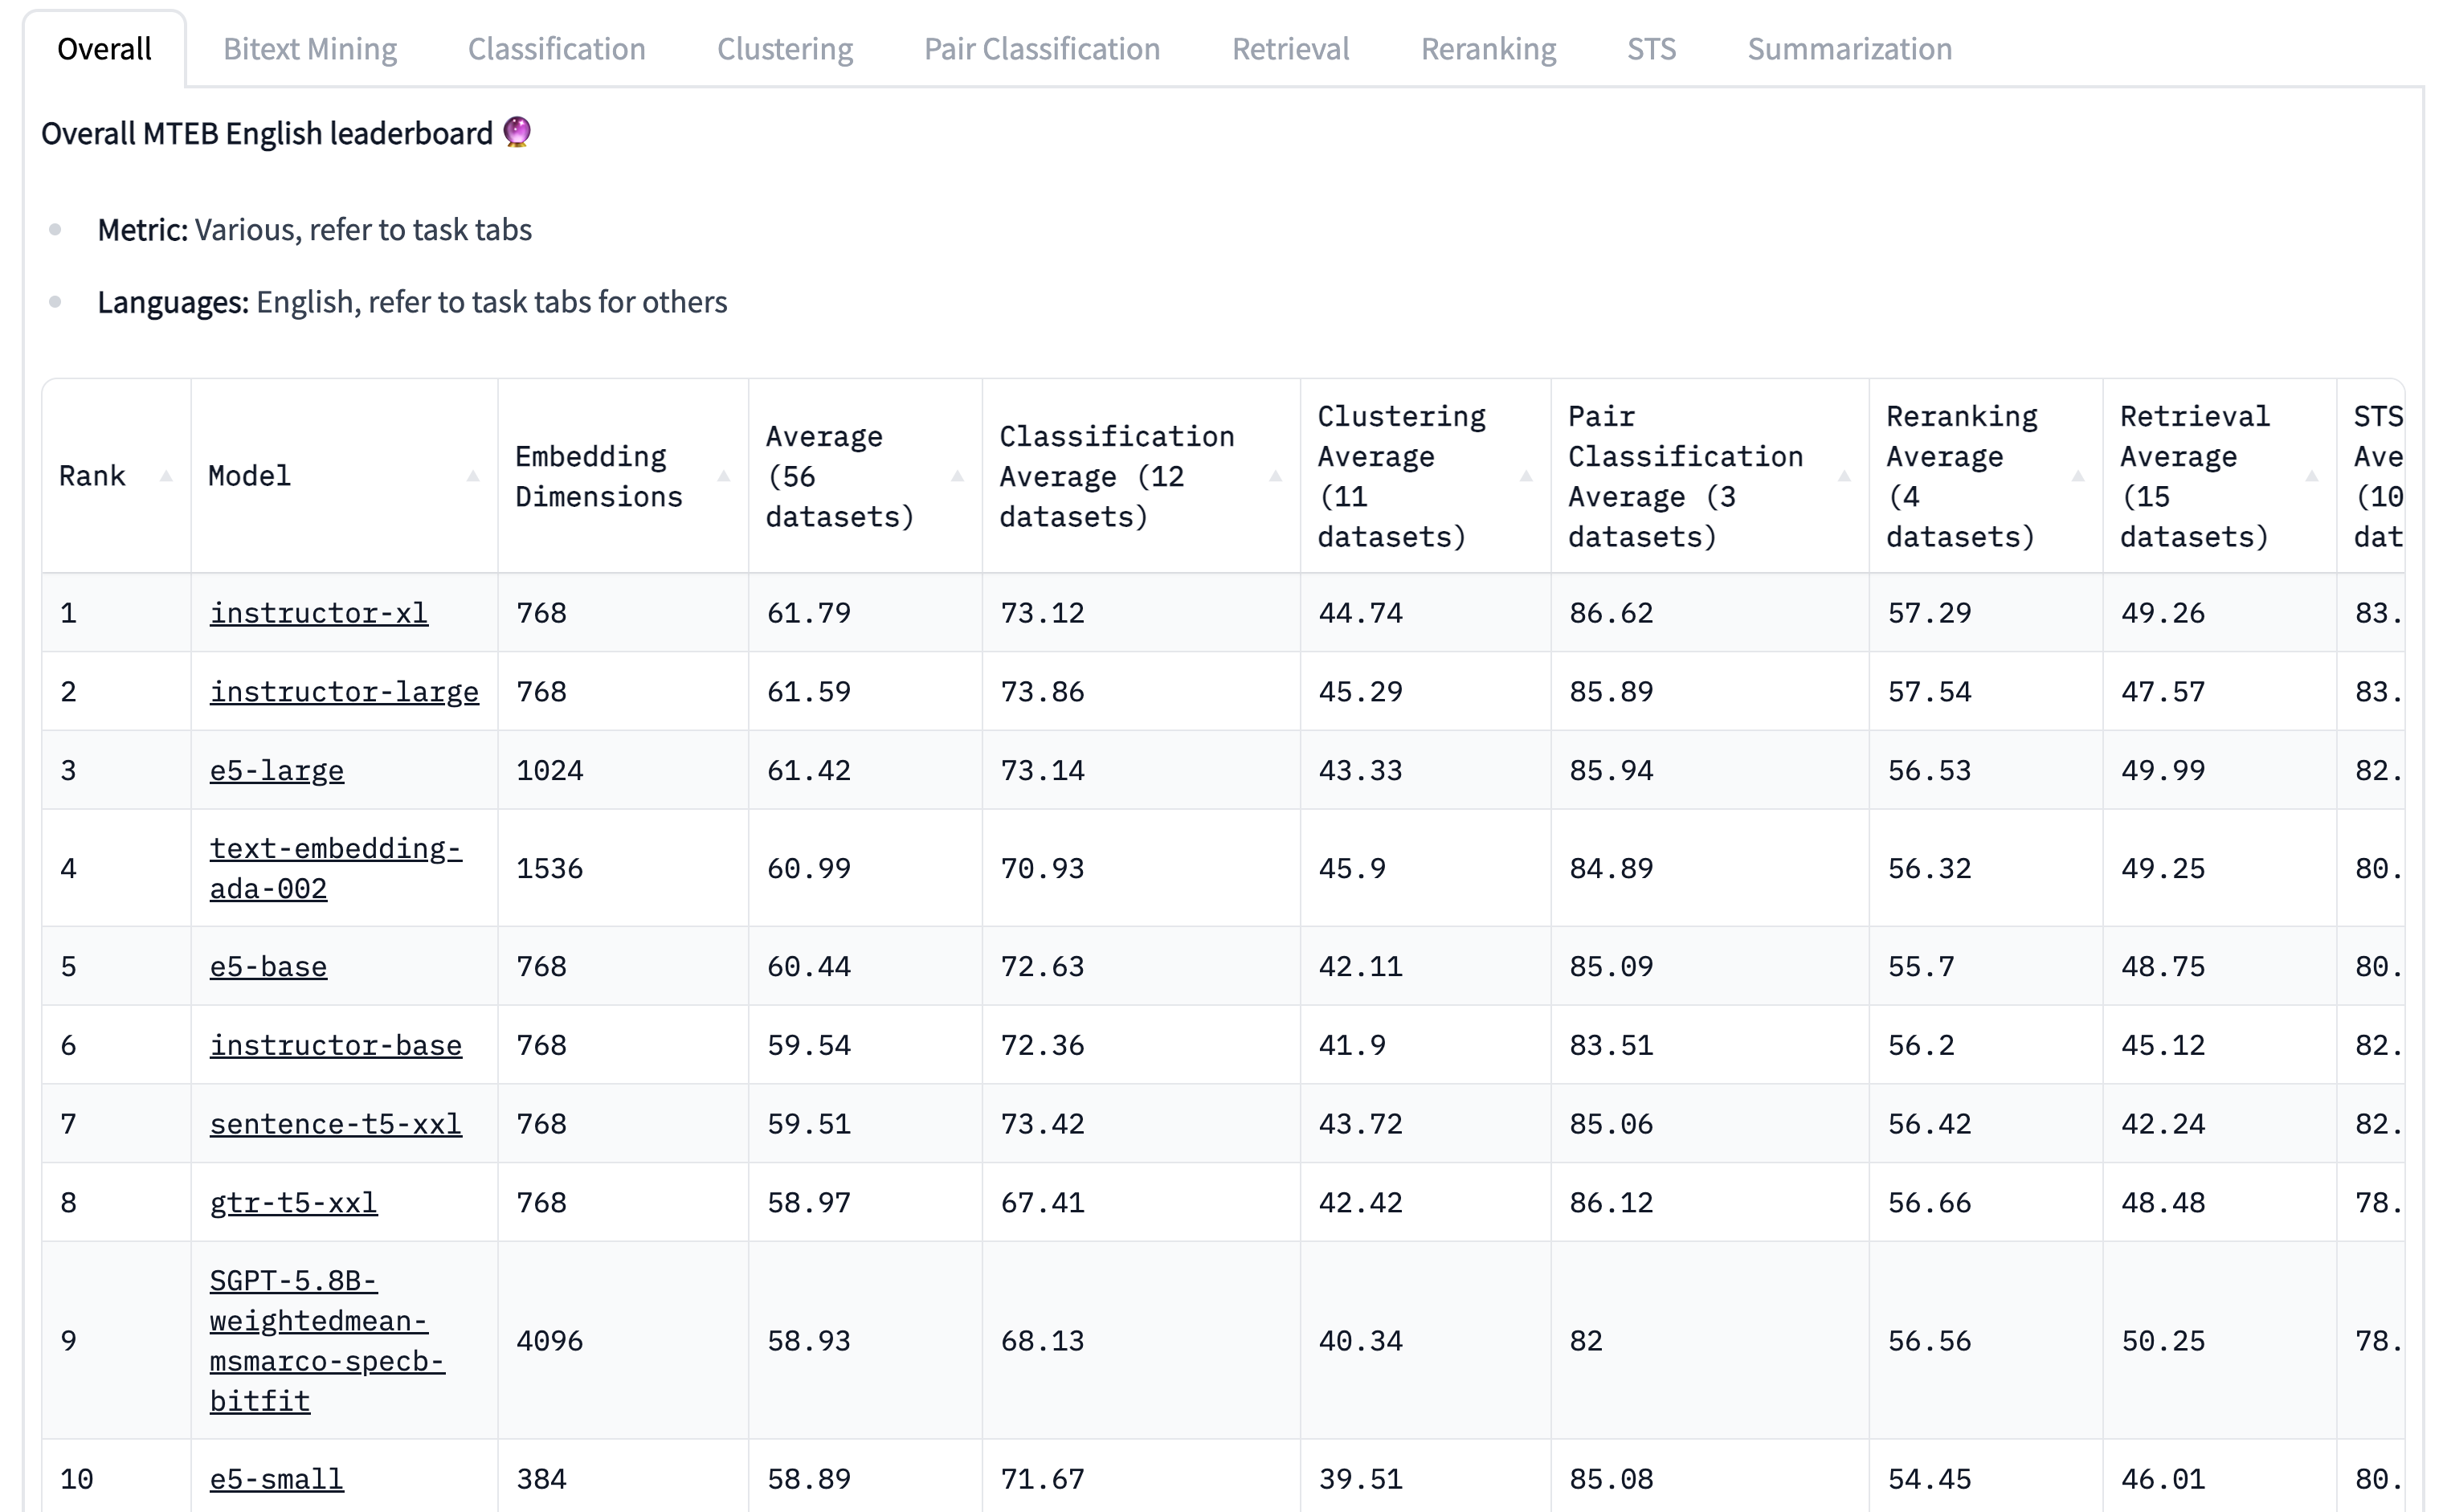 Overall Bitext Mining Classification Clustering Pair Classification Retrieval Reranking STS Summarization
Overall MTEB English leaderboard 🔮
Metric: Various, refer to task tabs
Languages: English, refer to task tabs for others
Rank
Model
Embedding
Dimensions
Average
(56
datasets)
Classification
Average (12
datasets)
Clustering
Average
(11
datasets)
Pair
Classification
Average (3
datasets)
Reranking
Average
(4
datasets)
Retrieval
Average
(15
datasets)
STS
Ave
(10
dat
1 instructor-xl 768 61.79 73.12 44.74 86.62 57.29 49.26 83.
2 instructor-large 768 61.59 73.86 45.29 85.89 57.54 47.57 83.
3 e5-large 1024 61.42 73.14 43.33 85.94 56.53 49.99 82.
4 text-embedding-
ada-002 1536 60.99 70.93 45.9 84.89 56.32 49.25 80.
5 e5-base 768 60.44 72.63 42.11 85.09 55.7 48.75 80.
6 instructor-base 768 59.54 72.36 41.9 83.51 56.2 45.12 82.
7 sentence-t5-xxl 768 59.51 73.42 43.72 85.06 56.42 42.24 82.
8 gtr-t5-xxl 768 58.97 67.41 42.42 86.12 56.66 48.48 78.
9 SGPT-5.8B-
weightedmean-
msmarco-specb-
bitfit 4096 58.93 68.13 40.34 82 56.56 50.25 78.
10 e5-small 384 58.89 71.67 39.51 85.08 54.45 46.01 80.